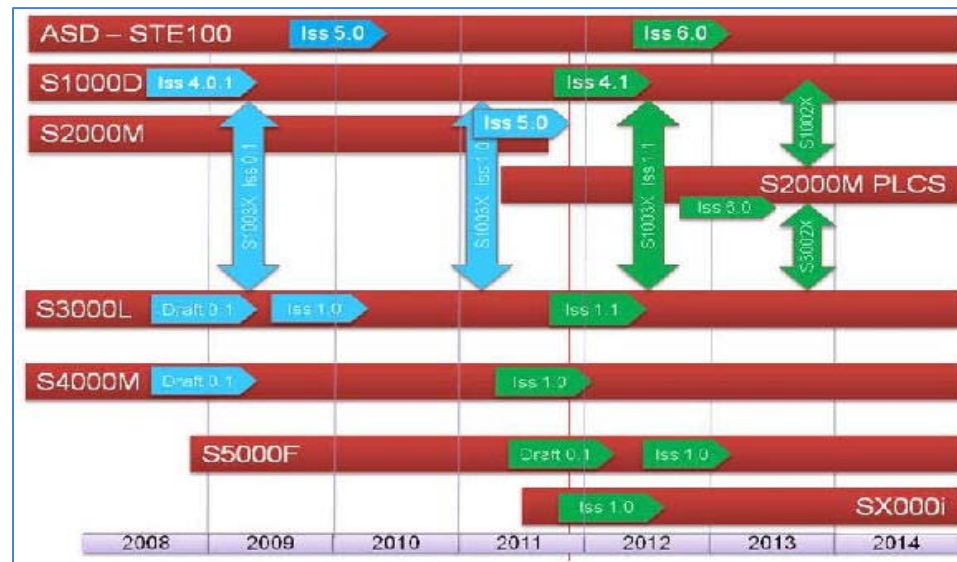 ASD – STE100 Iss 5.0 Iss 6.0
S1000D Iss 4.0.1 Iss 4.1
S2000M Iss 5.0
S1003X Iss 0.1
S1003X Iss 1.0
S1003X Iss 1.1
S1002X
S2000M PLCS
Iss 6.0
S3002X
S3000L Draft 0.1 Iss 1.0 Iss 1.1
S4000M Draft 0.1 Iss 1.0
S5000F Draft 0.1 Iss 1.0
Iss 1.0 SX000i
2008 2009 2010 2011 2012 2013 2014